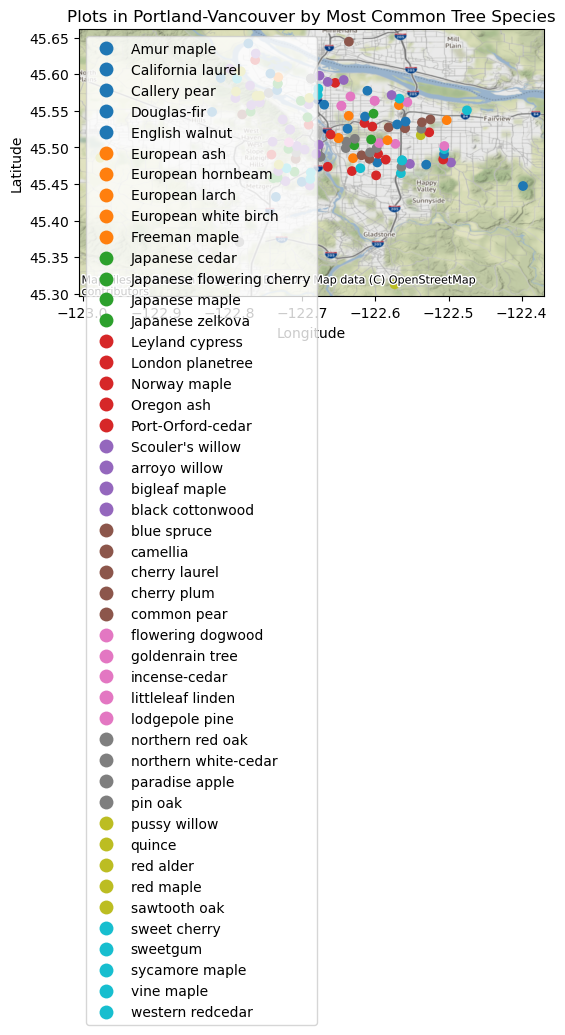 Plots in Portland-Vancouver by Most Common Tree Species
45.65
45.60
45.55
45.50
45.45
45.40
45.35
45.30
Latitude
Mill
Plain
Fairview
Happy
Valley
Sunnyside
Gladstone
Map data (C) OpenStreetMap
contributors
−123.0
−122.9
−122.8
−122.7
−122.6
−122.5
−122.4
Longitude
Amur maple
California laurel
Callery pear
Douglas-fir
English walnut
European ash
European hornbeam
European larch
European white birch
Freeman maple
Japanese cedar
Japanese flowering cherry
Japanese maple
Japanese zelkova
Leyland cypress
London planetree
Norway maple
Oregon ash
Port-Orford-cedar
Scouler's willow
arroyo willow
bigleaf maple
black cottonwood
blue spruce
camellia
cherry laurel
cherry plum
common pear
flowering dogwood
goldenrain tree
incense-cedar
littleleaf linden
lodgepole pine
northern red oak
northern white-cedar
paradise apple
pin oak
pussy willow
quince
red alder
red maple
sawtooth oak
sweet cherry
sweetgum
sycamore maple
vine maple
western redcedar